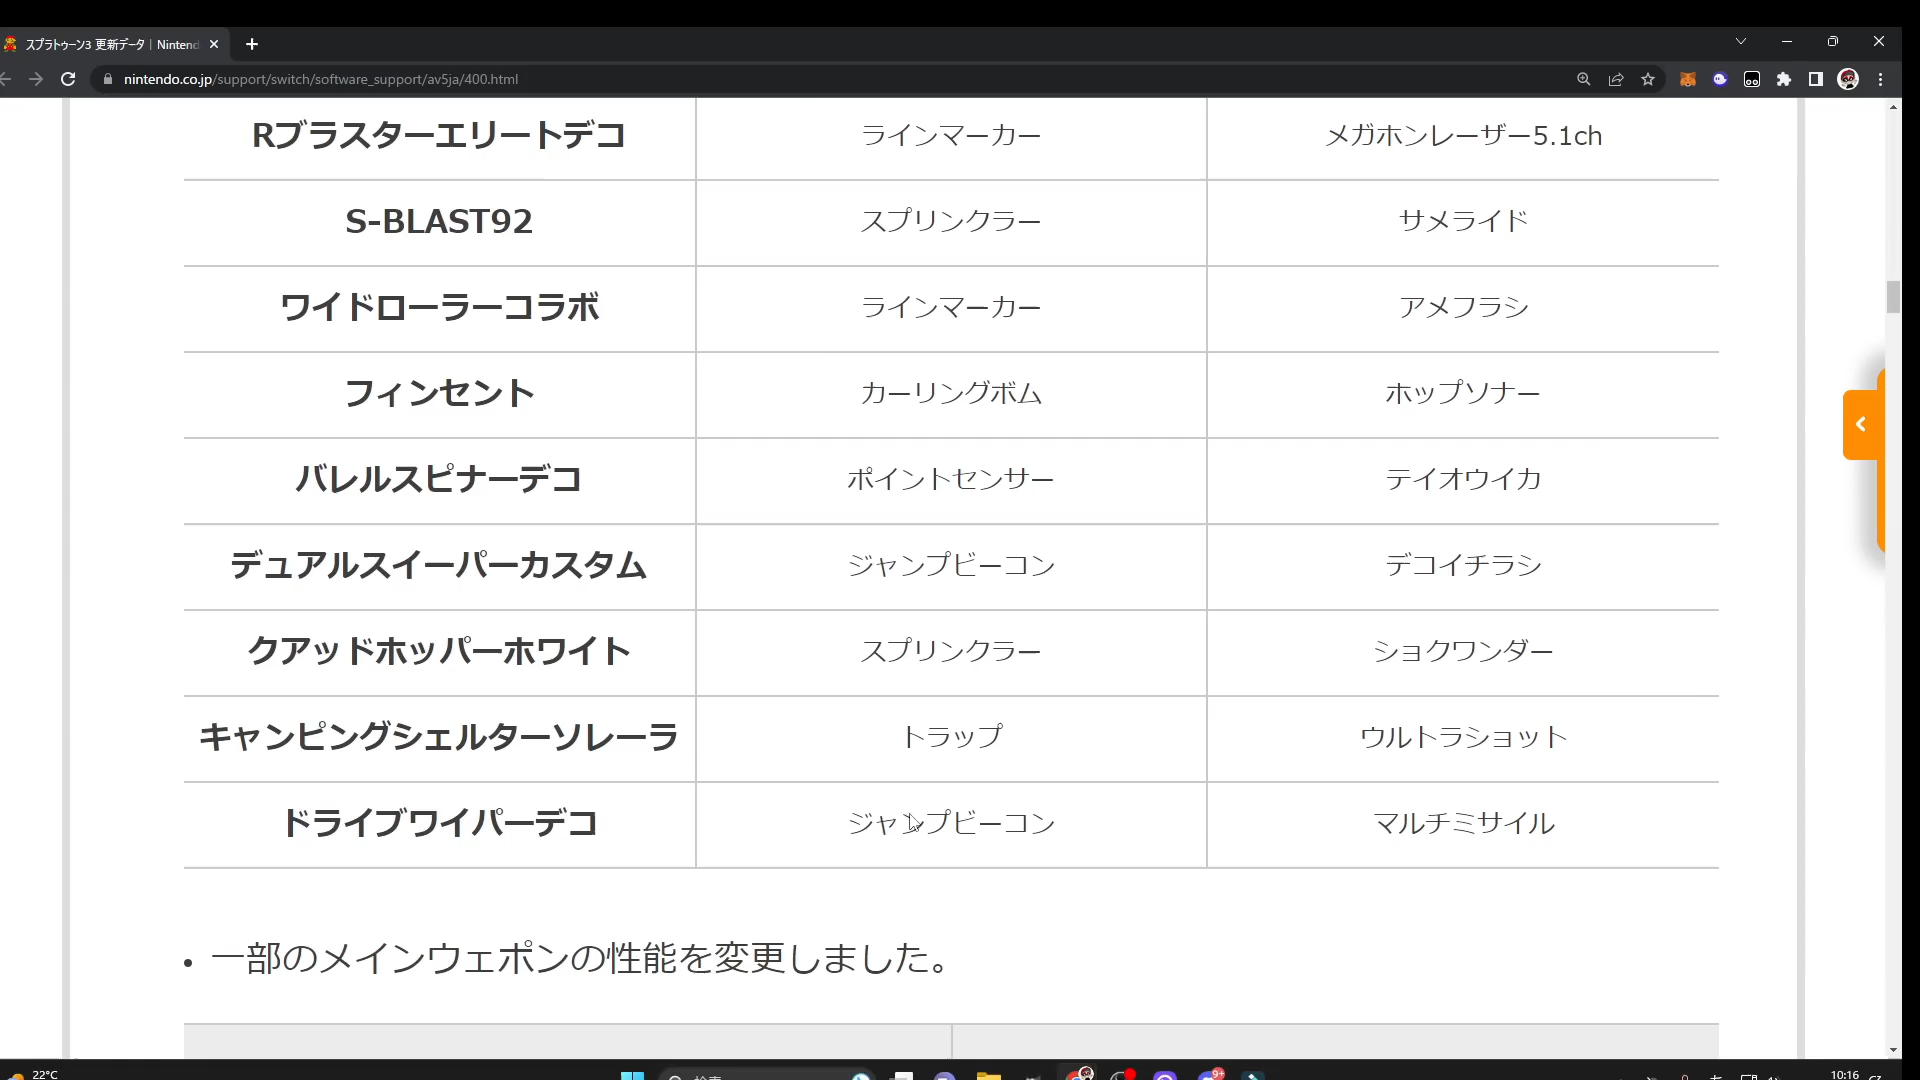 スプラトゥーン3 更新データ｜Nintend
nintendo.co.jp/support/switch/software_support/av5ja/400.html
Rブラスターエリートデコ ラインマーカー メガホンレーザー5.1ch
S-BLAST92 スプリンクラー サメライド
ワイドローラーコラボ ラインマーカー アメフラシ
フィンセント カーリングボム ホップソナー
バレルスピナーデコ ポイントセンサー テイオウイカ
デュアルスイーパーカスタム ジャンプビーコン デコイチラシ
クアッドホッパーホワイト スプリンクラー ショクワンダー
キャンピングシェルターソレーラ トラップ ウルトラショット
ドライブワイパーデコ ジャンプビーコン マルチミサイル
• 一部のメインウェポンの性能を変更しました。
22°C 検索 9+ 10:16